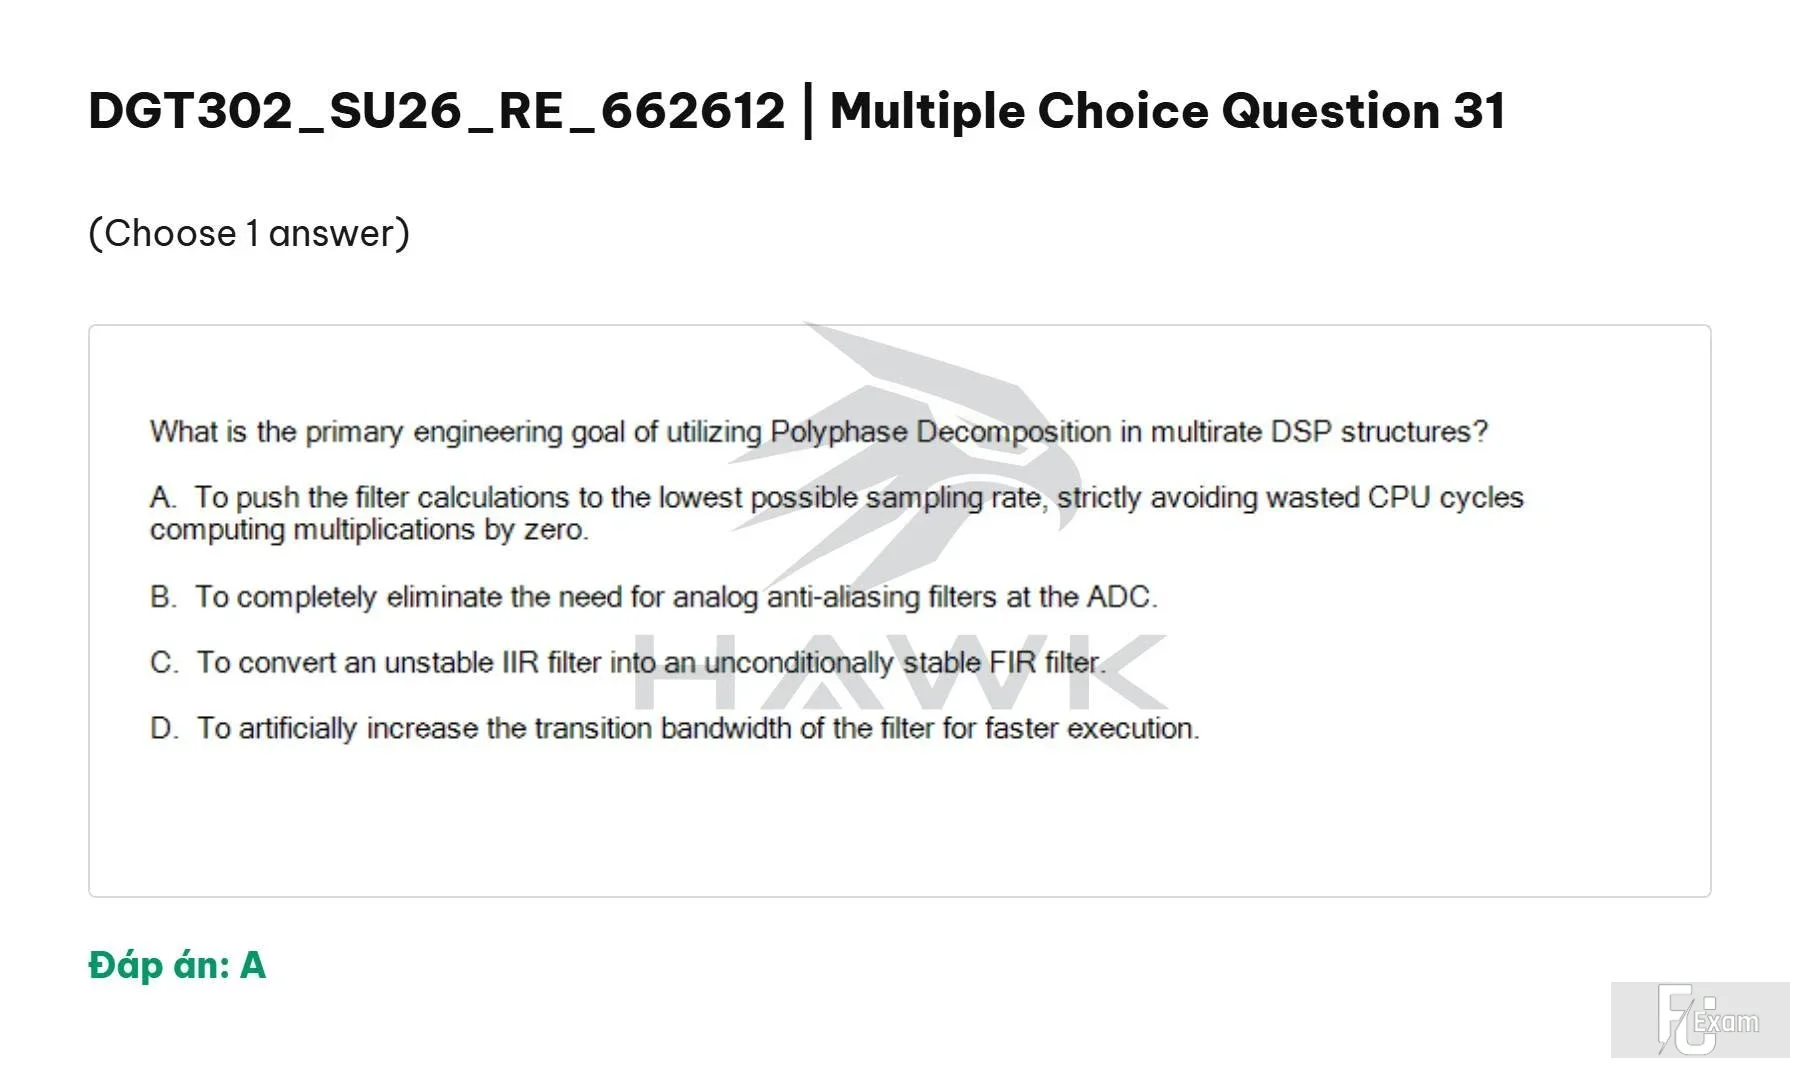 DGT302_SU26_RE_662612 | Multiple Choice Question 31
(Choose 1 answer)
What is the primary engineering goal of utilizing Polyphase Decomposition in multirate DSP structures?
A. To push the filter calculations to the lowest possible sampling rate, strictly avoiding wasted CPU cycles
computing multiplications by zero.
B. To completely eliminate the need for analog anti-aliasing filters at the ADC.
C. To convert an unstable IIR filter into an unconditionally stable FIR filter.
HAWK
D. To artificially increase the transition bandwidth of the filter for faster execution.
Đáp án: A
FU Exam